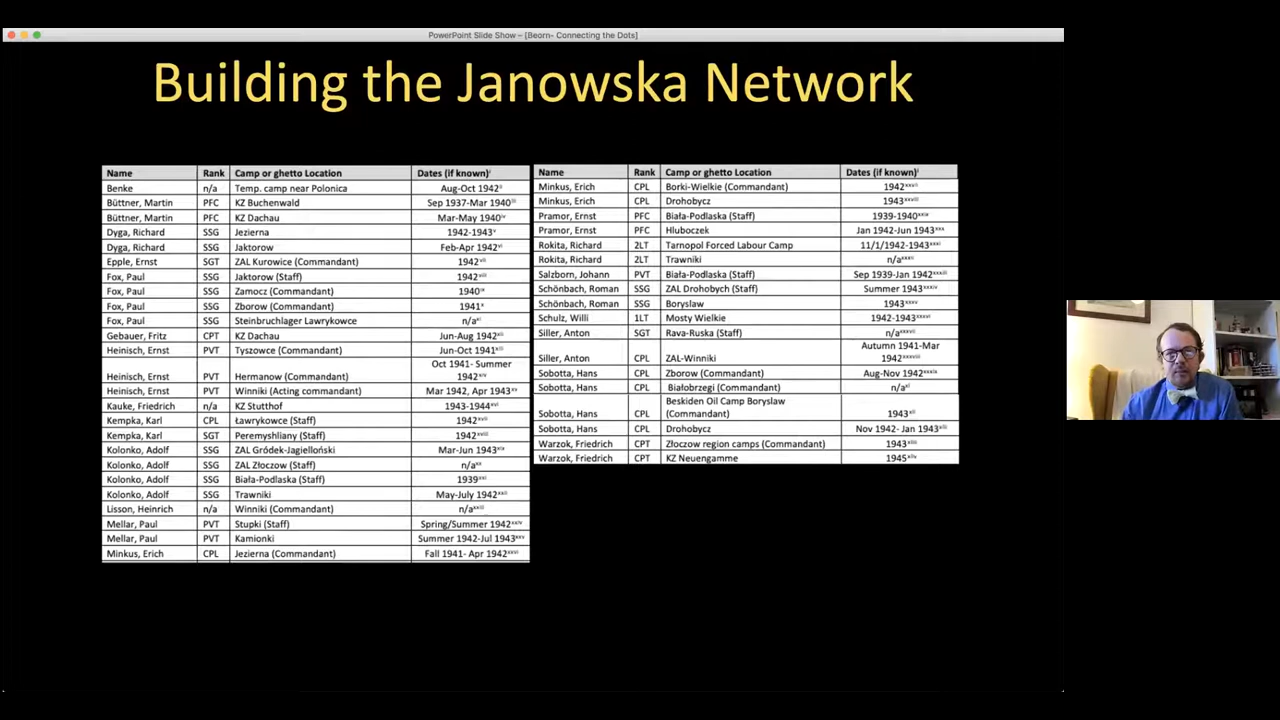 PowerPoint Slide Show - [Beorn- Connecting the Dots]
Building the Janowska Network
Name Rank Camp or ghetto Location Dates (if known)ⁱ
Benke n/a Temp. camp near Polonica Aug-Oct 1942
Büttner, Martin PFC KZ Buchenwald Sep 1937-Mar 1940
Büttner, Martin PFC KZ Dachau Mar-May 1940
Dyga, Richard SSG Jezierna 1942-1943
Dyga, Richard SSG Jaktorow Feb-Apr 1942
Epple, Ernst SGT ZAL Kurowice (Commandant) 1942
Fox, Paul SSG Jaktorow (Staff) 1942
Fox, Paul SSG Zamocz (Commandant) 1940
Fox, Paul SSG Zborow (Commandant) 1941
Fox, Paul SSG Steinbruchlager Lawrykowce n/a
Gebauer, Fritz CPT KZ Dachau Jun-Aug 1942
Heinisch, Ernst PVT Tyszowce (Commandant) Jun-Oct 1941
Oct 1941- Summer
Heinisch, Ernst PVT Hermanow (Commandant) 1942
Heinisch, Ernst PVT Winniki (Acting commandant) Mar 1942, Apr 1943
Kauke, Friedrich n/a KZ Stutthof 1943-1944
Kempka, Karl CPL Ławrykowce (Staff) 1942
Kempka, Karl SGT Peremyshliany (Staff) 1942
Kolonko, Adolf SSG ZAL Gródek-Jagielloński Mar-Jun 1943
Kolonko, Adolf SSG ZAL Złoczow (Staff) n/a
Kolonko, Adolf SSG Biała-Podlaska (Staff) 1939
Kolonko, Adolf SSG Trawniki May-July 1942
Lisson, Heinrich n/a Winniki (Commandant) n/a
Mellar, Paul PVT Stupki (Staff) Spring/Summer 1942
Mellar, Paul PVT Kamionki Summer 1942-Jul 1943
Minkus, Erich CPL Jezierna (Commandant) Fall 1941- Apr 1942
Name Rank Camp or ghetto Location Dates (if known)ⁱ
Minkus, Erich CPL Borki-Wielkie (Commandant) 1942
Minkus, Erich CPL Drohobycz 1943
Pramor, Ernst PFC Biała-Podlaska (Staff) 1939-1940
Pramor, Ernst PFC Hluboczek Jan 1942-Jun 1943
Rokita, Richard 2LT Tarnopol Forced Labour Camp 11/1/1942-1943
Rokita, Richard 2LT Trawniki n/a
Salzborn, Johann PVT Biała-Podlaska (Staff) Sep 1939-Jan 1942
Schönbach, Roman SSG ZAL Drohobych (Staff) Summer 1943
Schönbach, Roman SSG Boryslaw 1943
Schulz, Willi 1LT Mosty Wielkie 1942-1943
Siller, Anton SGT Rava-Ruska (Staff) n/a
Autumn 1941-Mar
Siller, Anton CPL ZAL-Winniki 1942
Sobotta, Hans CPL Zborow (Commandant) Aug-Nov 1942
Sobotta, Hans CPL Białobrzegi (Commandant) n/a
Beskiden Oil Camp Boryslaw
Sobotta, Hans CPL (Commandant) 1943
Sobotta, Hans CPL Drohobycz Nov 1942- Jan 1943
Warzok, Friedrich CPT Złoczow region camps (Commandant) 1943
Warzok, Friedrich CPT KZ Neuengamme 1945